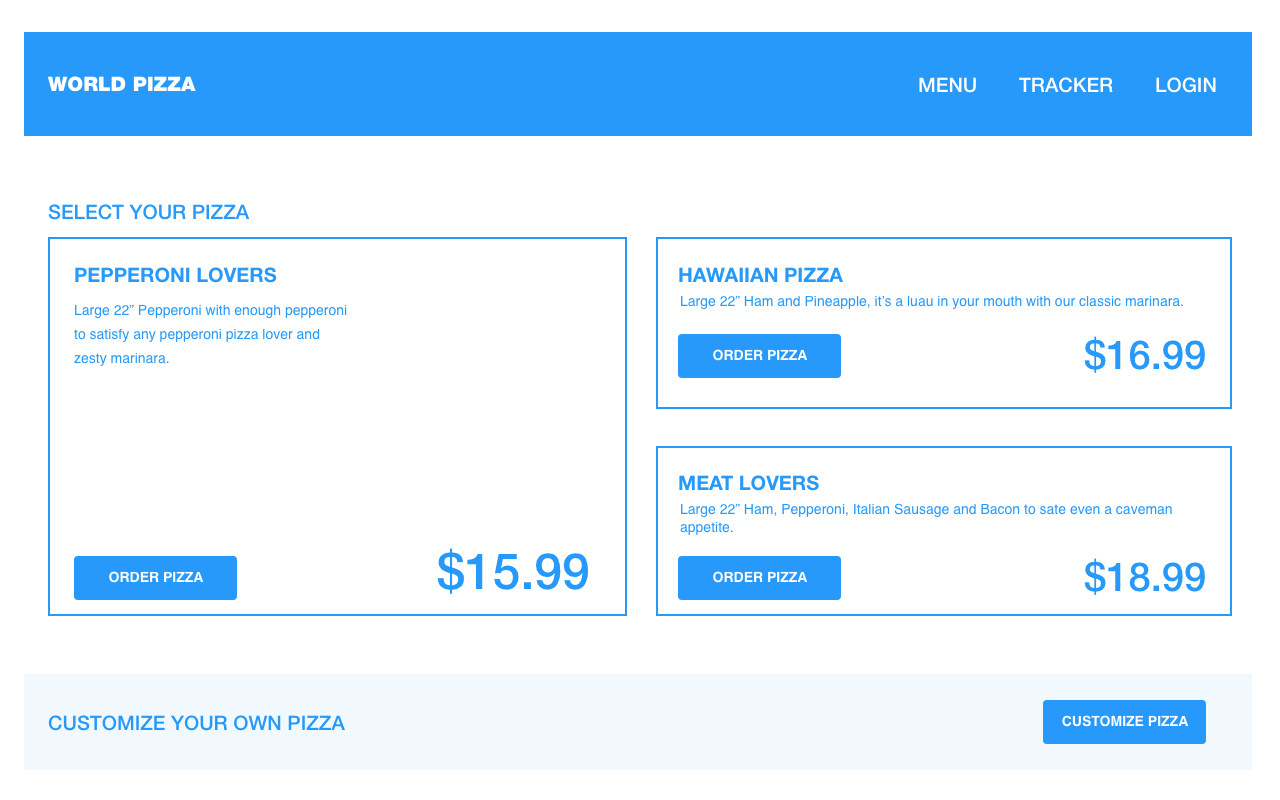 WORLD PIZZA
MENU TRACKER LOGIN
SELECT YOUR PIZZA
PEPPERONI LOVERS
Large 22” Pepperoni with enough pepperoni
to satisfy any pepperoni pizza lover and
zesty marinara.
ORDER PIZZA
$15.99
HAWAIIAN PIZZA
Large 22” Ham and Pineapple, it’s a luau in your mouth with our classic marinara.
ORDER PIZZA
$16.99
MEAT LOVERS
Large 22” Ham, Pepperoni, Italian Sausage and Bacon to sate even a caveman
appetite.
ORDER PIZZA
$18.99
CUSTOMIZE YOUR OWN PIZZA
CUSTOMIZE PIZZA